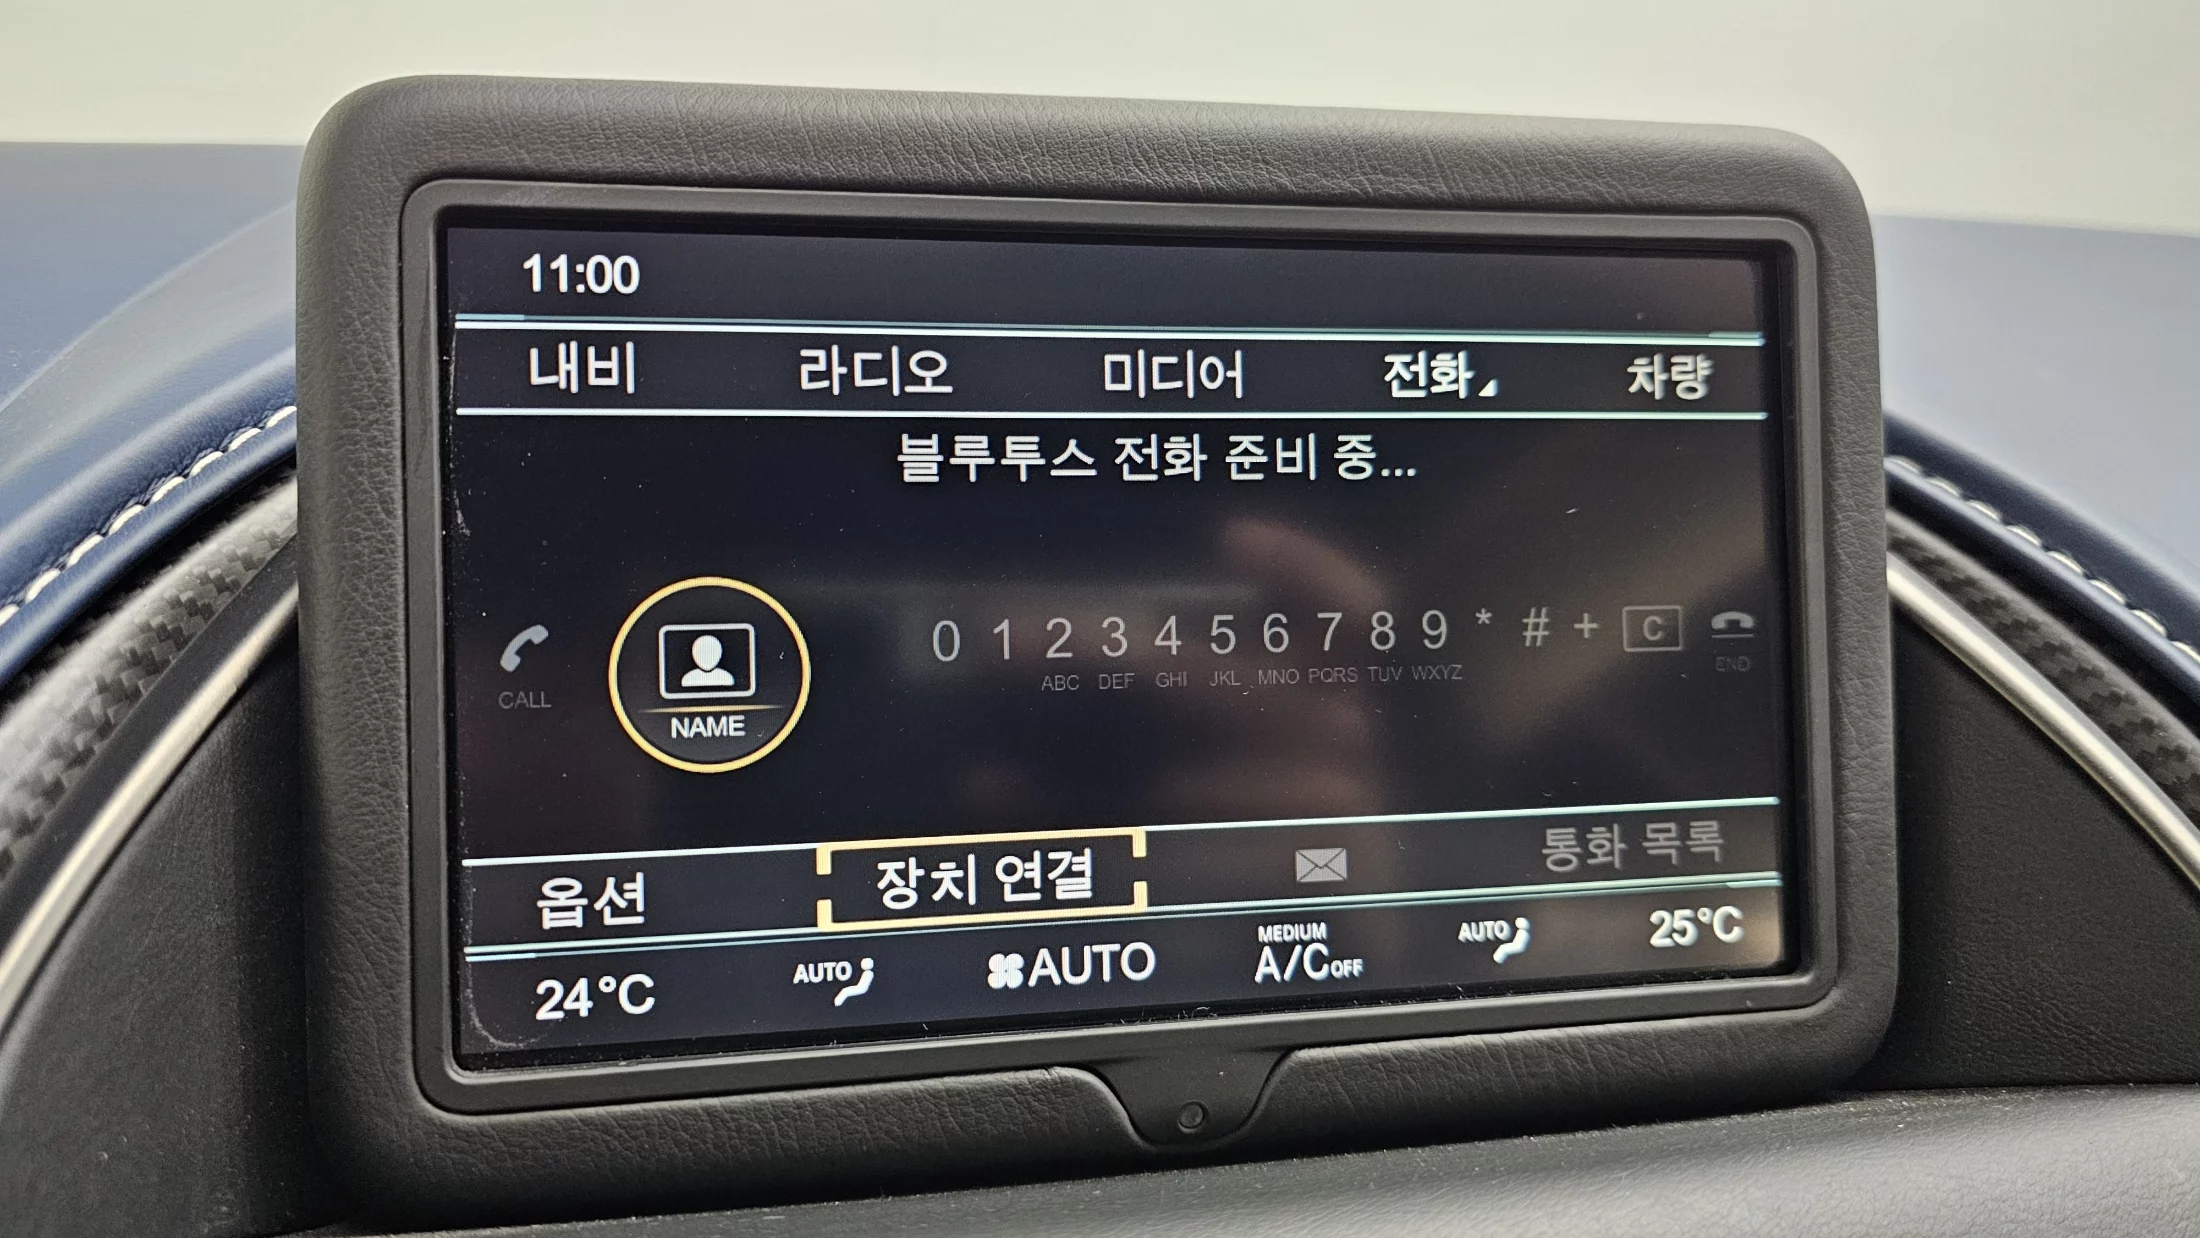 11:00
내비 라디오 미디어 전화 차량
블루투스 전화 준비 중...
0 1 2 3 4 5 6 7 8 9 * # + C
ABC DEF GHI JKL MNO PQRS TUV WXYZ
CALL NAME END
옵션 장치 연결 통화 목록
24°C AUTO AUTO MEDIUM A/C OFF AUTO 25°C